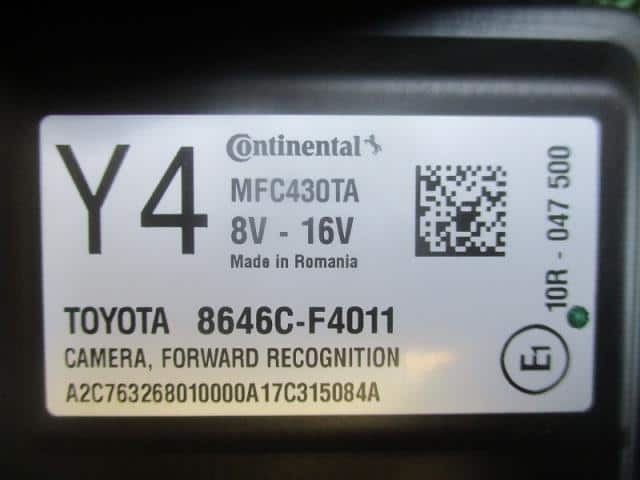 Y4
Continental
MFC430TA
8V - 16V
Made in Romania
TOYOTA 8646C-F4011
CAMERA, FORWARD RECOGNITION
A2C763268010000A17C315084A
10R - 047 500
E1